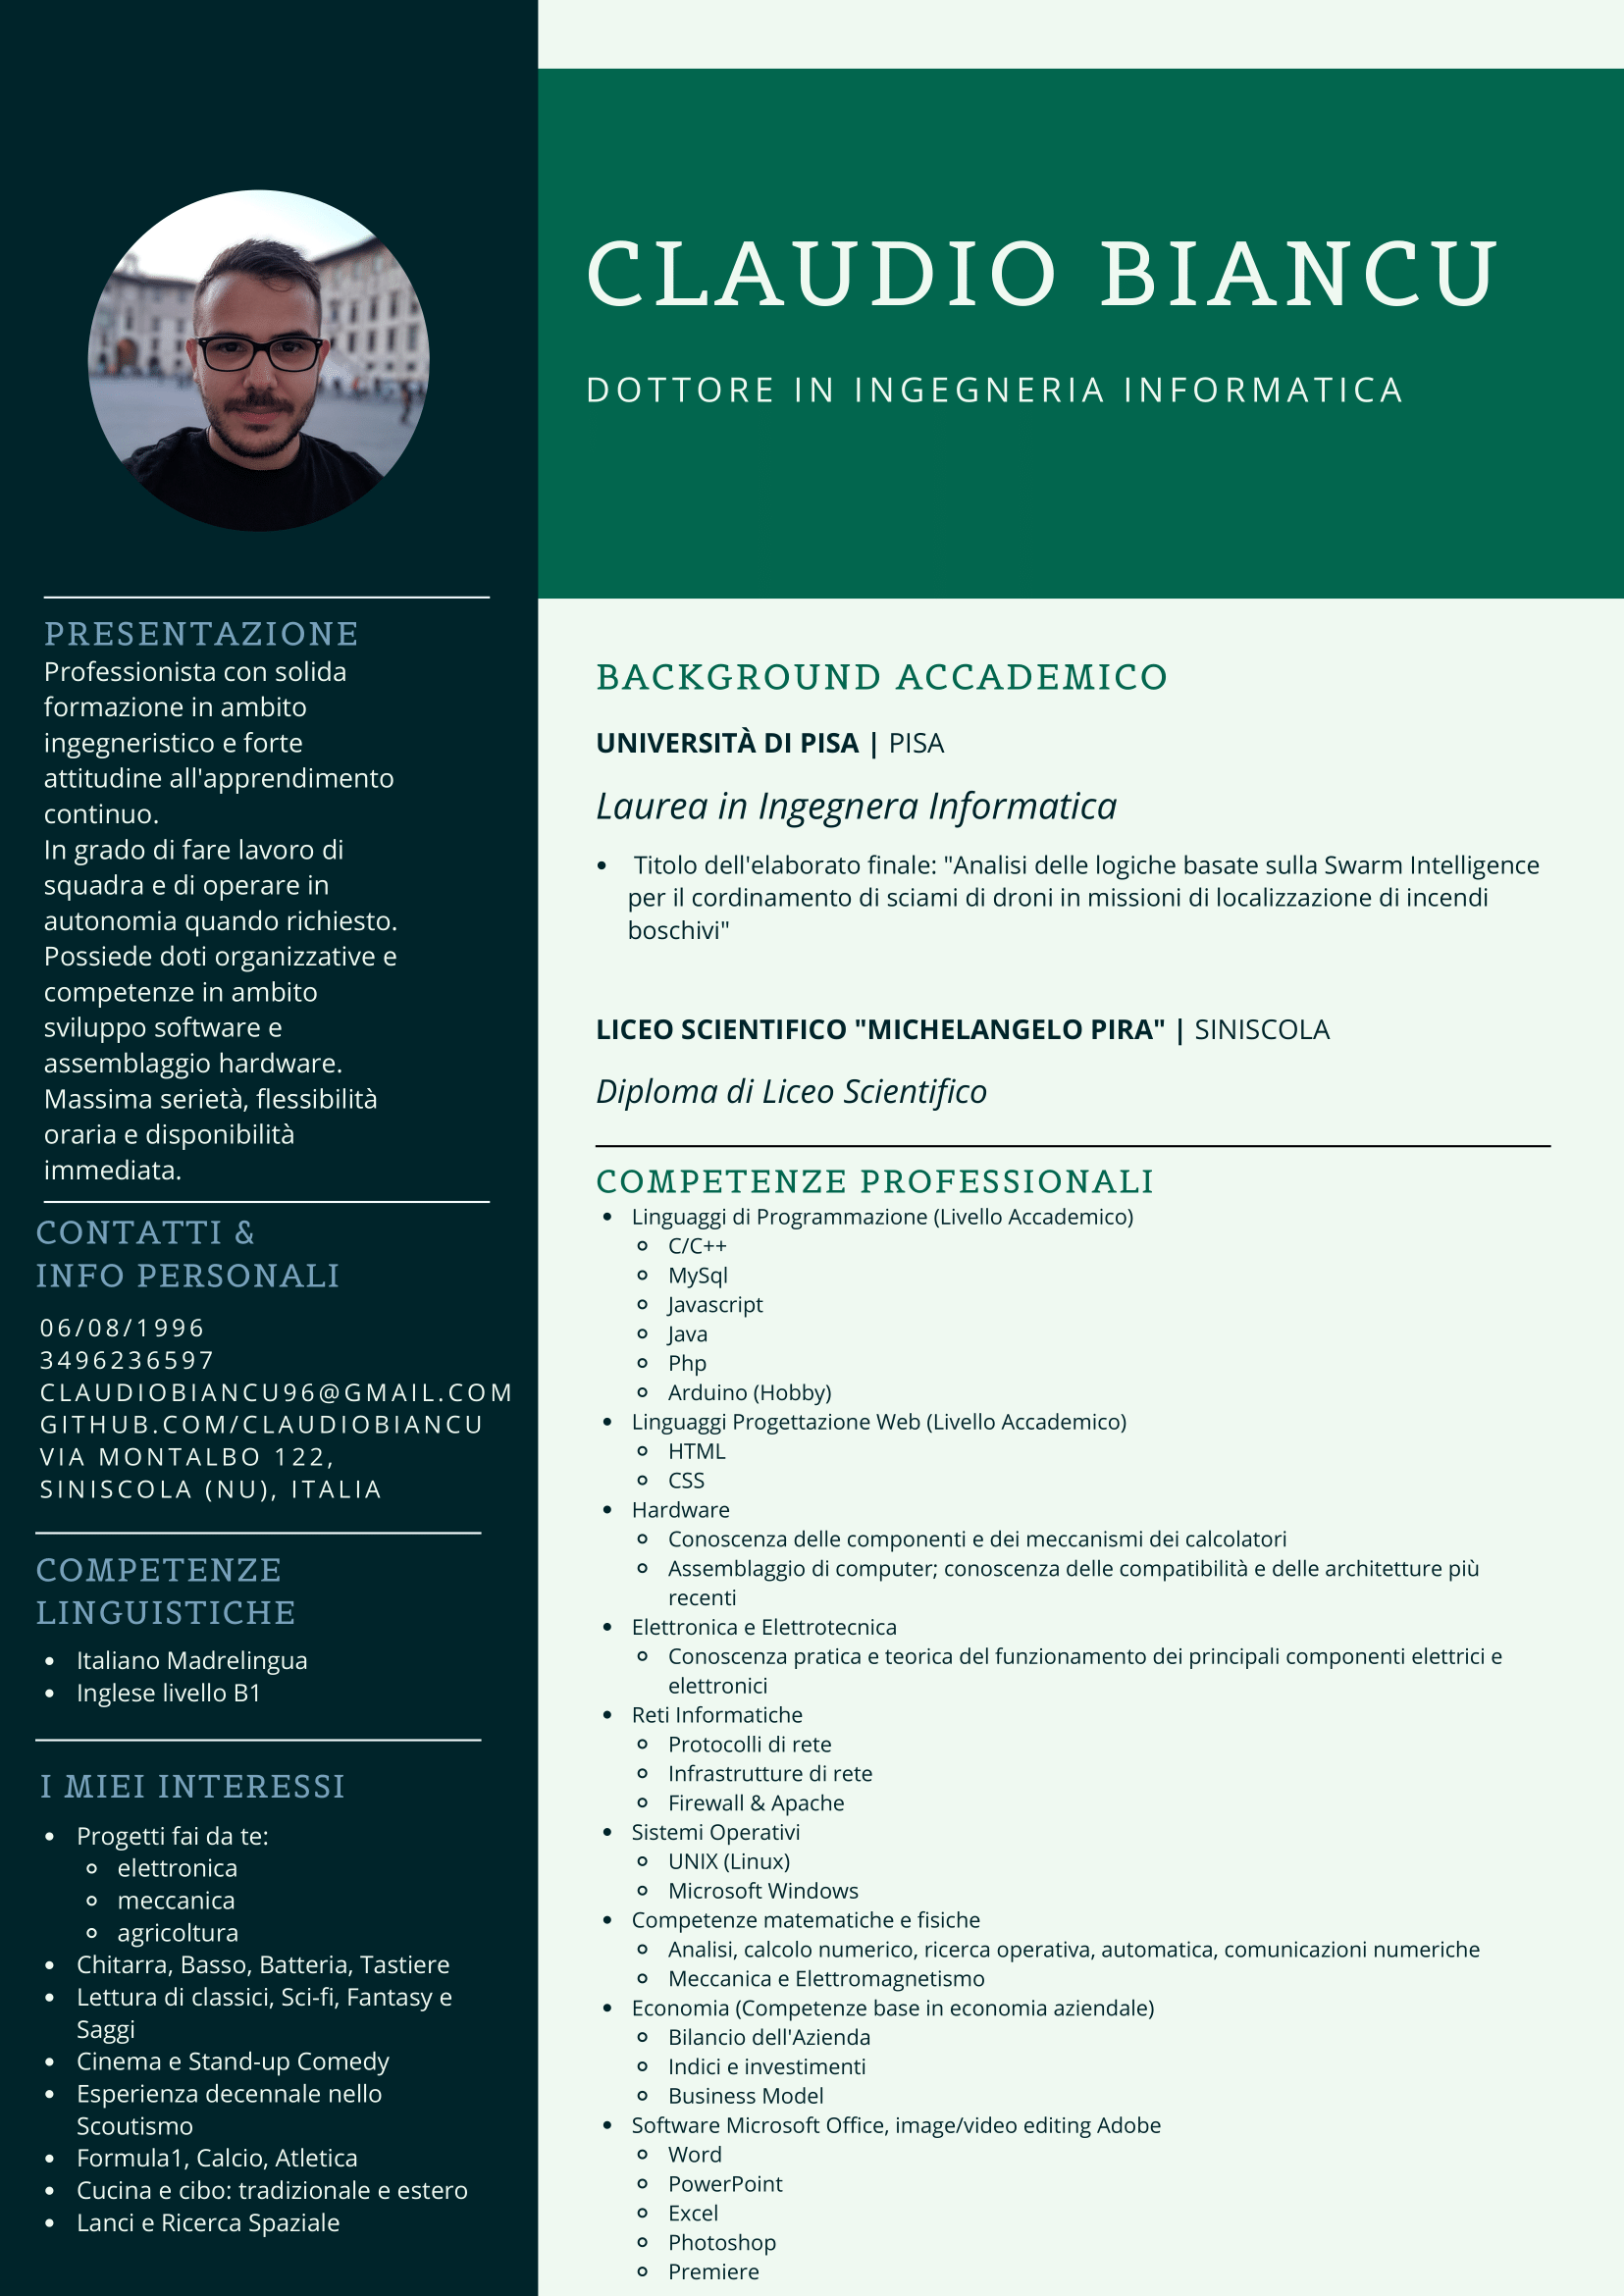 CLAUDIO BIANCU
DOTTORE IN INGEGNERIA INFORMATICA
PRESENTAZIONE
Professionista con solida
formazione in ambito
ingegneristico e forte
attitudine all'apprendimento
continuo.
In grado di fare lavoro di
squadra e di operare in
autonomia quando richiesto.
Possiede doti organizzative e
competenze in ambito
sviluppo software e
assemblaggio hardware.
Massima serietà, flessibilità
oraria e disponibilità
immediata.
CONTATTI &
INFO PERSONALI
06/08/1996
3496236597
CLAUDIOBIANCU96@GMAIL.COM
GITHUB.COM/CLAUDIOBIANCU
VIA MONTALBO 122,
SINISCOLA (NU), ITALIA
COMPETENZE
LINGUISTICHE
• Italiano Madrelingua
• Inglese livello B1
I MIEI INTERESSI
• Progetti fai da te:
◦ elettronica
◦ meccanica
◦ agricoltura
• Chitarra, Basso, Batteria, Tastiere
• Lettura di classici, Sci-fi, Fantasy e
Saggi
• Cinema e Stand-up Comedy
• Esperienza decennale nello
Scoutismo
• Formula1, Calcio, Atletica
• Cucina e cibo: tradizionale e estero
• Lanci e Ricerca Spaziale
BACKGROUND ACCADEMICO
UNIVERSITÀ DI PISA | PISA
Laurea in Ingegnera Informatica
• Titolo dell'elaborato finale: "Analisi delle logiche basate sulla Swarm Intelligence
per il cordinamento di sciami di droni in missioni di localizzazione di incendi
boschivi"
LICEO SCIENTIFICO "MICHELANGELO PIRA" | SINISCOLA
Diploma di Liceo Scientifico
COMPETENZE PROFESSIONALI
• Linguaggi di Programmazione (Livello Accademico)
◦ C/C++
◦ MySql
◦ Javascript
◦ Java
◦ Php
◦ Arduino (Hobby)
• Linguaggi Progettazione Web (Livello Accademico)
◦ HTML
◦ CSS
• Hardware
◦ Conoscenza delle componenti e dei meccanismi dei calcolatori
◦ Assemblaggio di computer; conoscenza delle compatibilità e delle architetture più
recenti
• Elettronica e Elettrotecnica
◦ Conoscenza pratica e teorica del funzionamento dei principali componenti elettrici e
elettronici
• Reti Informatiche
◦ Protocolli di rete
◦ Infrastrutture di rete
◦ Firewall & Apache
• Sistemi Operativi
◦ UNIX (Linux)
◦ Microsoft Windows
• Competenze matematiche e fisiche
◦ Analisi, calcolo numerico, ricerca operativa, automatica, comunicazioni numeriche
◦ Meccanica e Elettromagnetismo
• Economia (Competenze base in economia aziendale)
◦ Bilancio dell'Azienda
◦ Indici e investimenti
◦ Business Model
• Software Microsoft Office, image/video editing Adobe
◦ Word
◦ PowerPoint
◦ Excel
◦ Photoshop
◦ Premiere